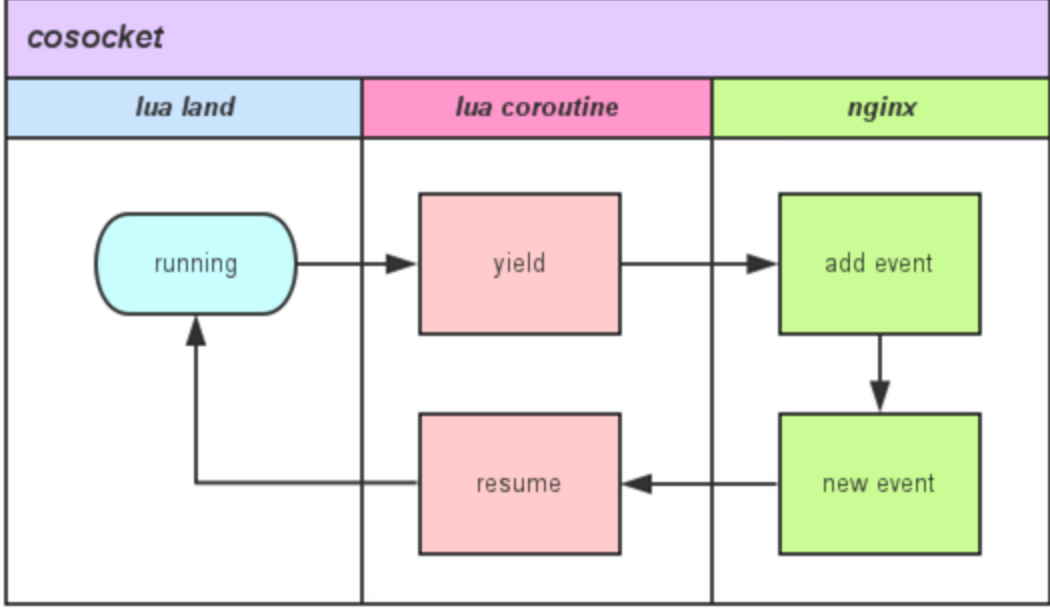 cosocket
lua land
lua coroutine
nginx
running
yield
add event
resume
new event